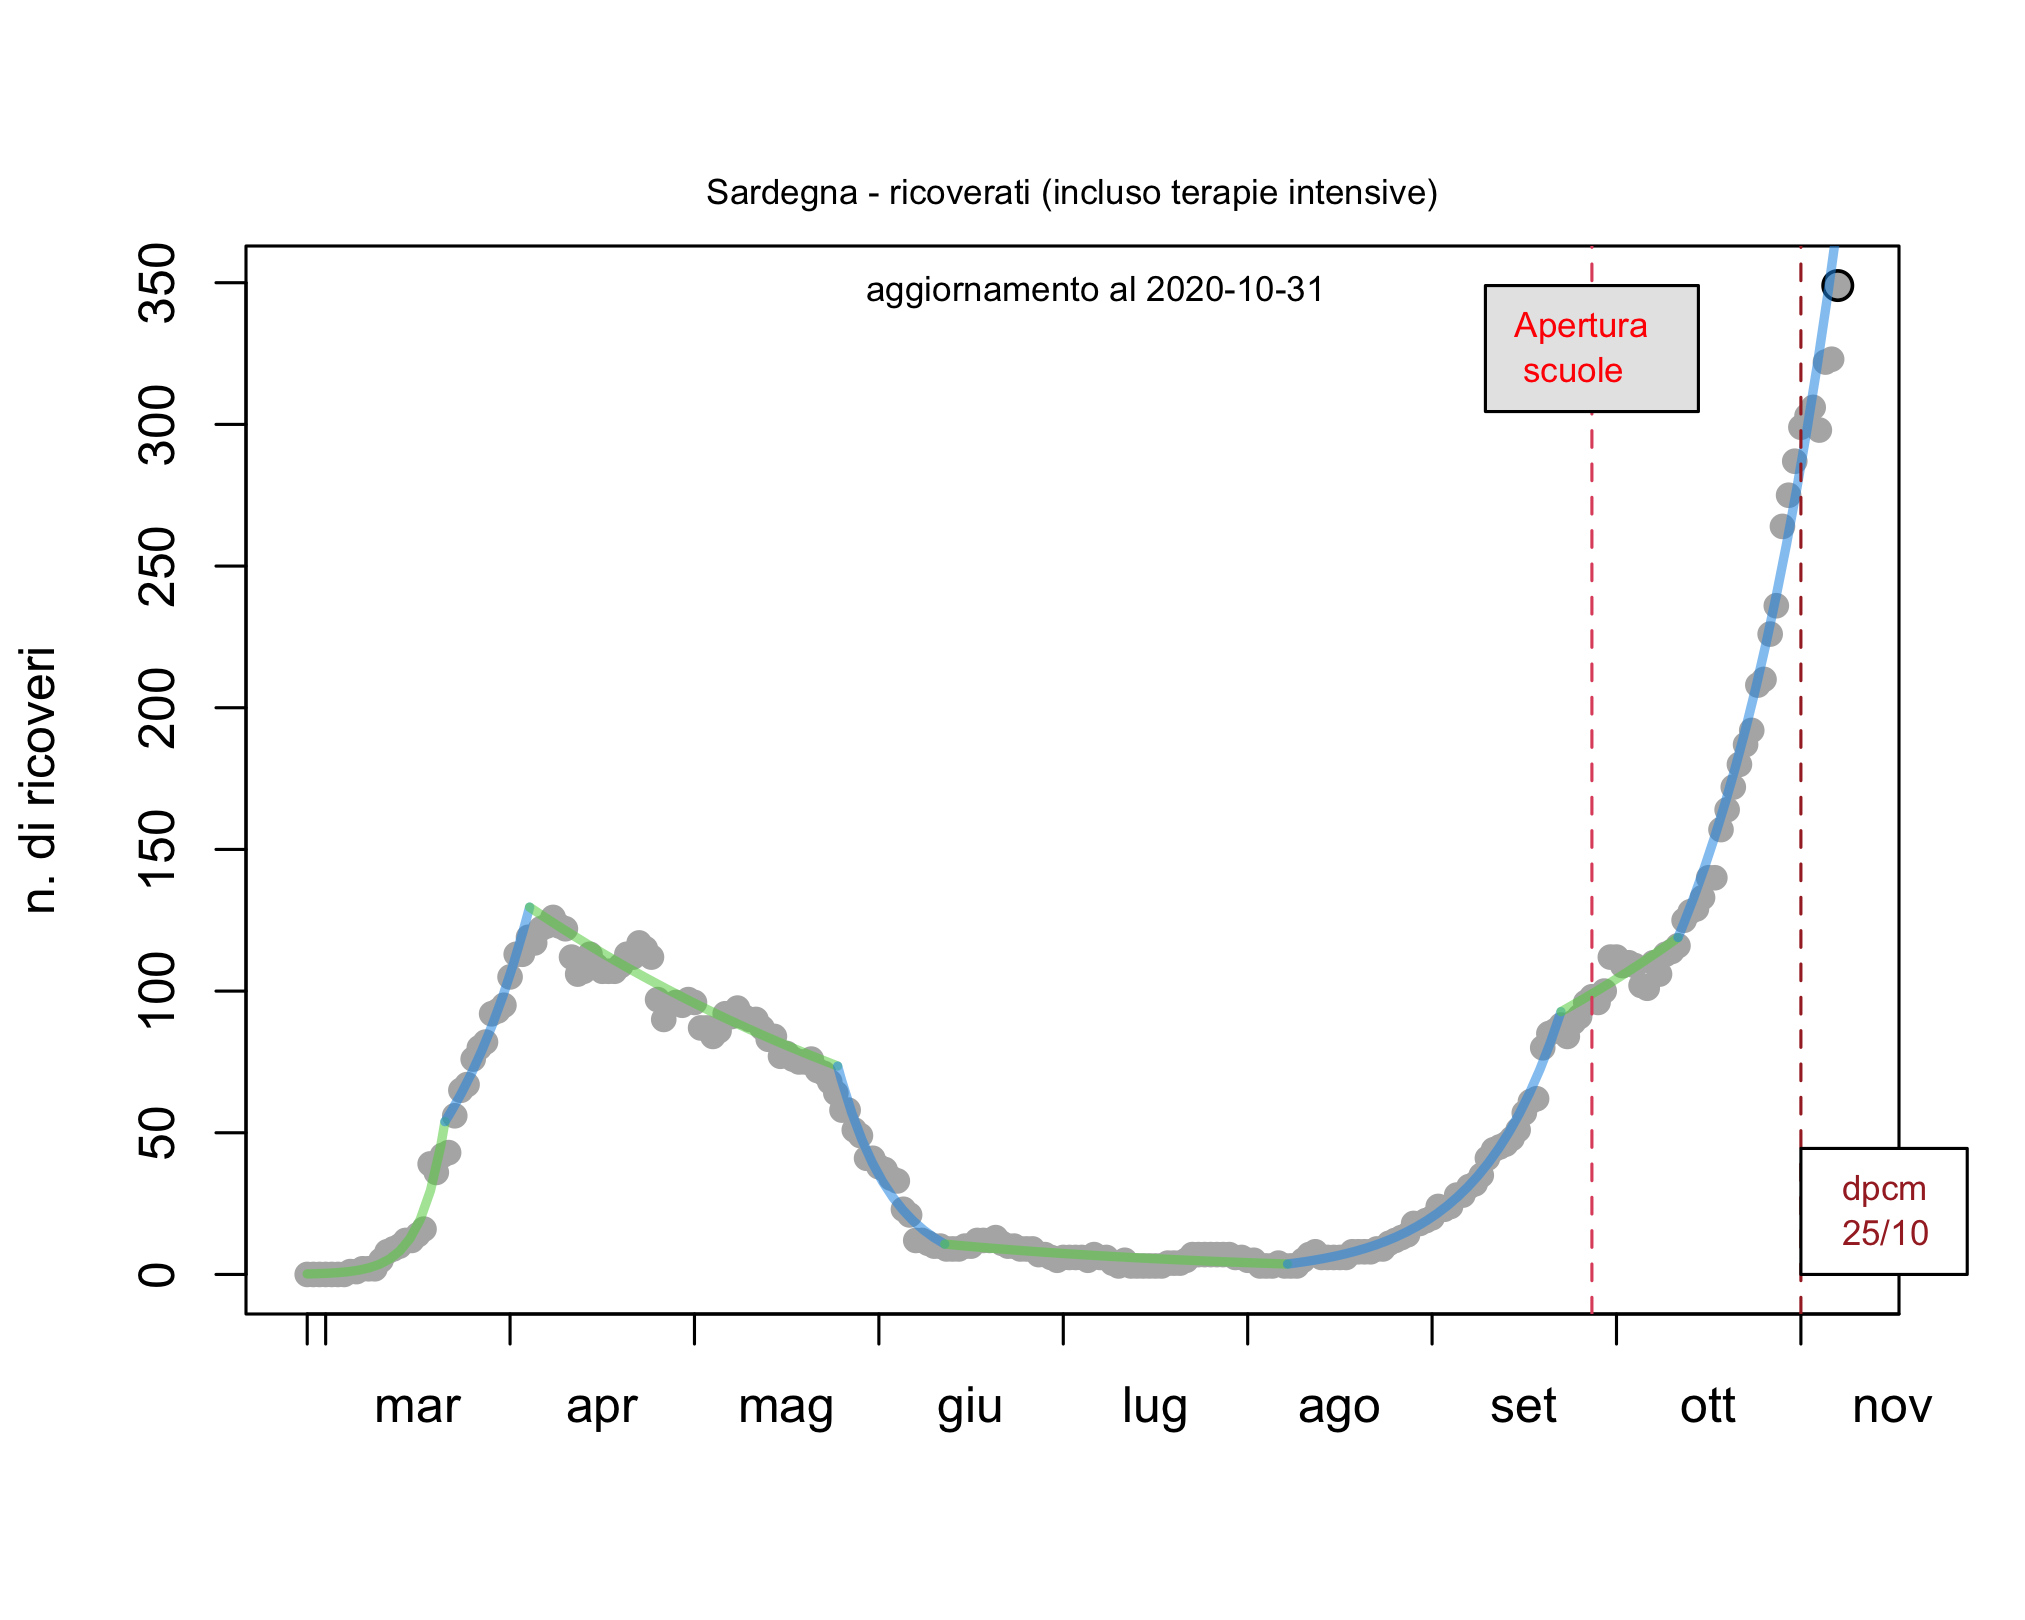 Sardegna - ricoverati (incluso terapie intensive)
aggiornamento al 2020-10-31
n. di ricoveri
350
300
250
200
150
100
50
0
Apertura
scuole
dpcm
25/10
mar apr mag giu lug ago set ott nov